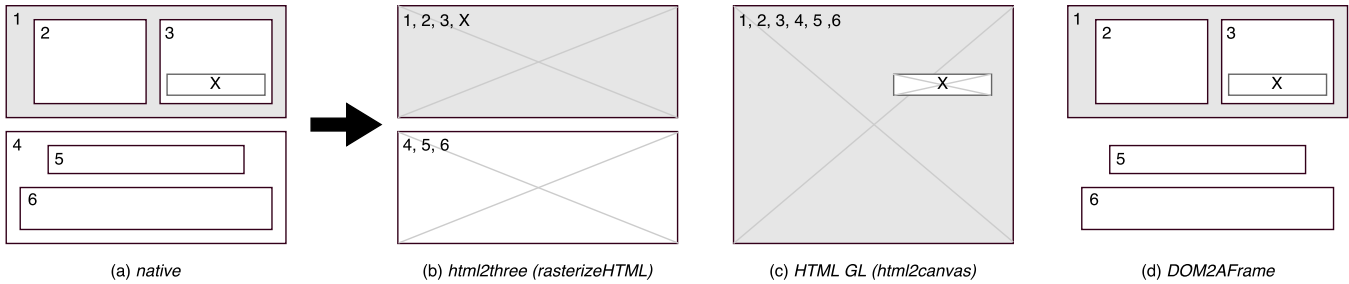 1
2
3
X
4
5
6
(a) native
1, 2, 3, X
4, 5, 6
(b) html2three (rasterizeHTML)
1, 2, 3, 4, 5 ,6
X
(c) HTML GL (html2canvas)
1
2
3
X
5
6
(d) DOM2AFrame